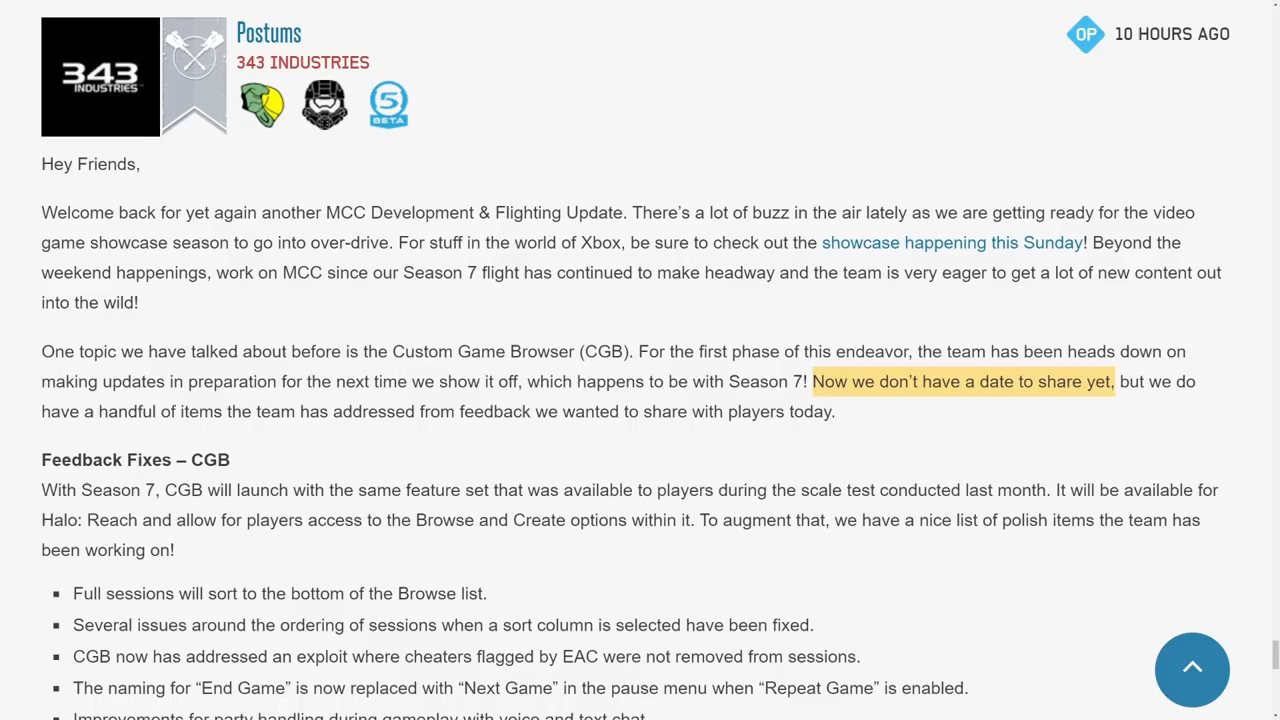 343
INDUSTRIES
Postums
343 INDUSTRIES
5
BETA
OP 10 HOURS AGO
Hey Friends,
Welcome back for yet again another MCC Development & Flighting Update. There’s a lot of buzz in the air lately as we are getting ready for the video
game showcase season to go into over-drive. For stuff in the world of Xbox, be sure to check out the showcase happening this Sunday! Beyond the
weekend happenings, work on MCC since our Season 7 flight has continued to make headway and the team is very eager to get a lot of new content out
into the wild!
One topic we have talked about before is the Custom Game Browser (CGB). For the first phase of this endeavor, the team has been heads down on
making updates in preparation for the next time we show it off, which happens to be with Season 7! Now we don’t have a date to share yet, but we do
have a handful of items the team has addressed from feedback we wanted to share with players today.
Feedback Fixes – CGB
With Season 7, CGB will launch with the same feature set that was available to players during the scale test conducted last month. It will be available for
Halo: Reach and allow for players access to the Browse and Create options within it. To augment that, we have a nice list of polish items the team has
been working on!
▪ Full sessions will sort to the bottom of the Browse list.
▪ Several issues around the ordering of sessions when a sort column is selected have been fixed.
▪ CGB now has addressed an exploit where cheaters flagged by EAC were not removed from sessions.
▪ The naming for “End Game” is now replaced with “Next Game” in the pause menu when “Repeat Game” is enabled.
▪ Improvements for party handling during gameplay with voice and text chat.